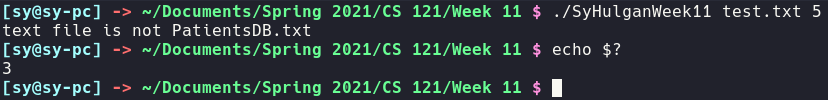 [sy@sy-pc] -> ~/Documents/Spring 2021/CS 121/Week 11 $ ./SyHulganWeek11 test.txt 5
text file is not PatientsDB.txt
[sy@sy-pc] -> ~/Documents/Spring 2021/CS 121/Week 11 $ echo $?
3
[sy@sy-pc] -> ~/Documents/Spring 2021/CS 121/Week 11 $